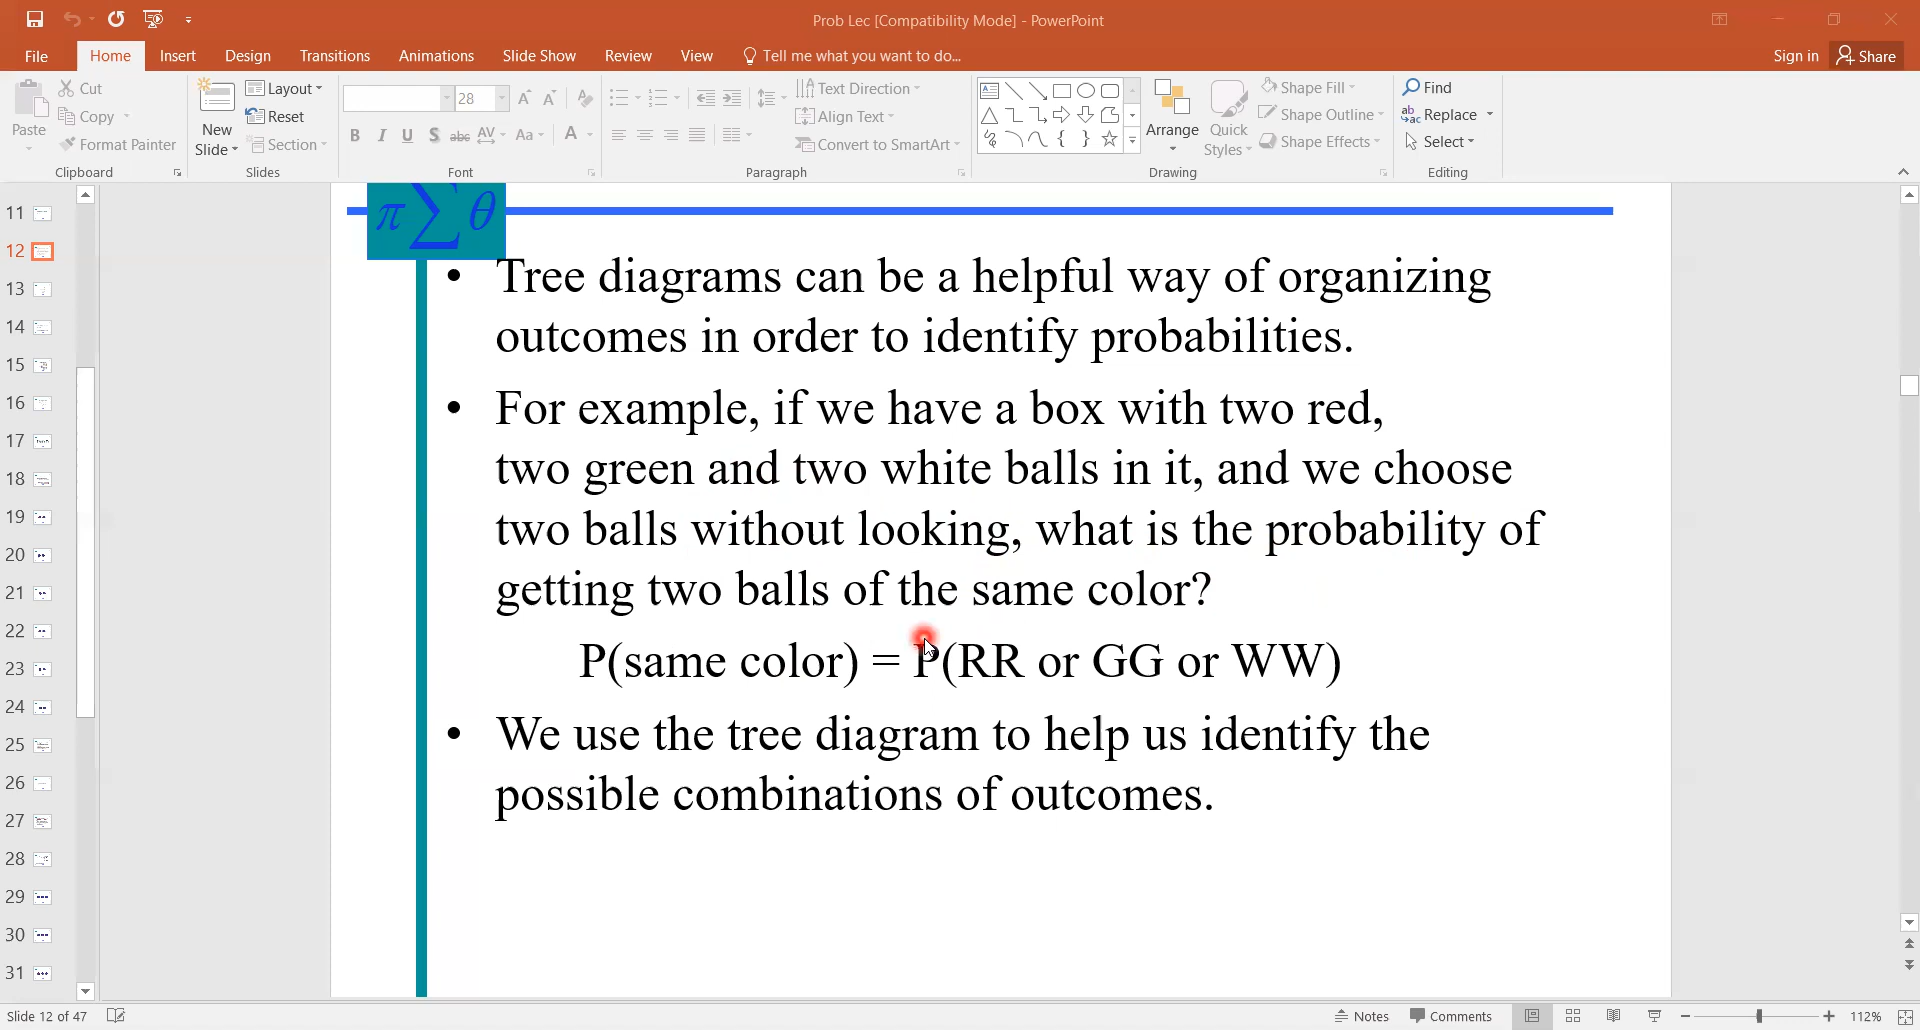 Prob Lec [Compatibility Mode] - PowerPoint
File Home Insert Design Transitions Animations Slide Show Review View Tell me what you want to do... Sign in Share
Paste
Cut
Copy
Format Painter
Clipboard
New
Slide
Layout
Reset
Section
Slides
28
B I U S abc AV Aa A
Font
Text Direction
Align Text
Convert to SmartArt
Paragraph
Arrange
Quick
Styles
Shape Fill
Shape Outline
Shape Effects
Drawing
Find
Replace
Select
Editing
11
12
13
14
15
16
17
18
19
20
21
22
23
24
25
26
27
28
29
30
31
π∑θ
• Tree diagrams can be a helpful way of organizing
outcomes in order to identify probabilities.
• For example, if we have a box with two red,
two green and two white balls in it, and we choose
two balls without looking, what is the probability of
getting two balls of the same color?
P(same color) = P(RR or GG or WW)
• We use the tree diagram to help us identify the
possible combinations of outcomes.
Slide 12 of 47
Notes Comments 112%